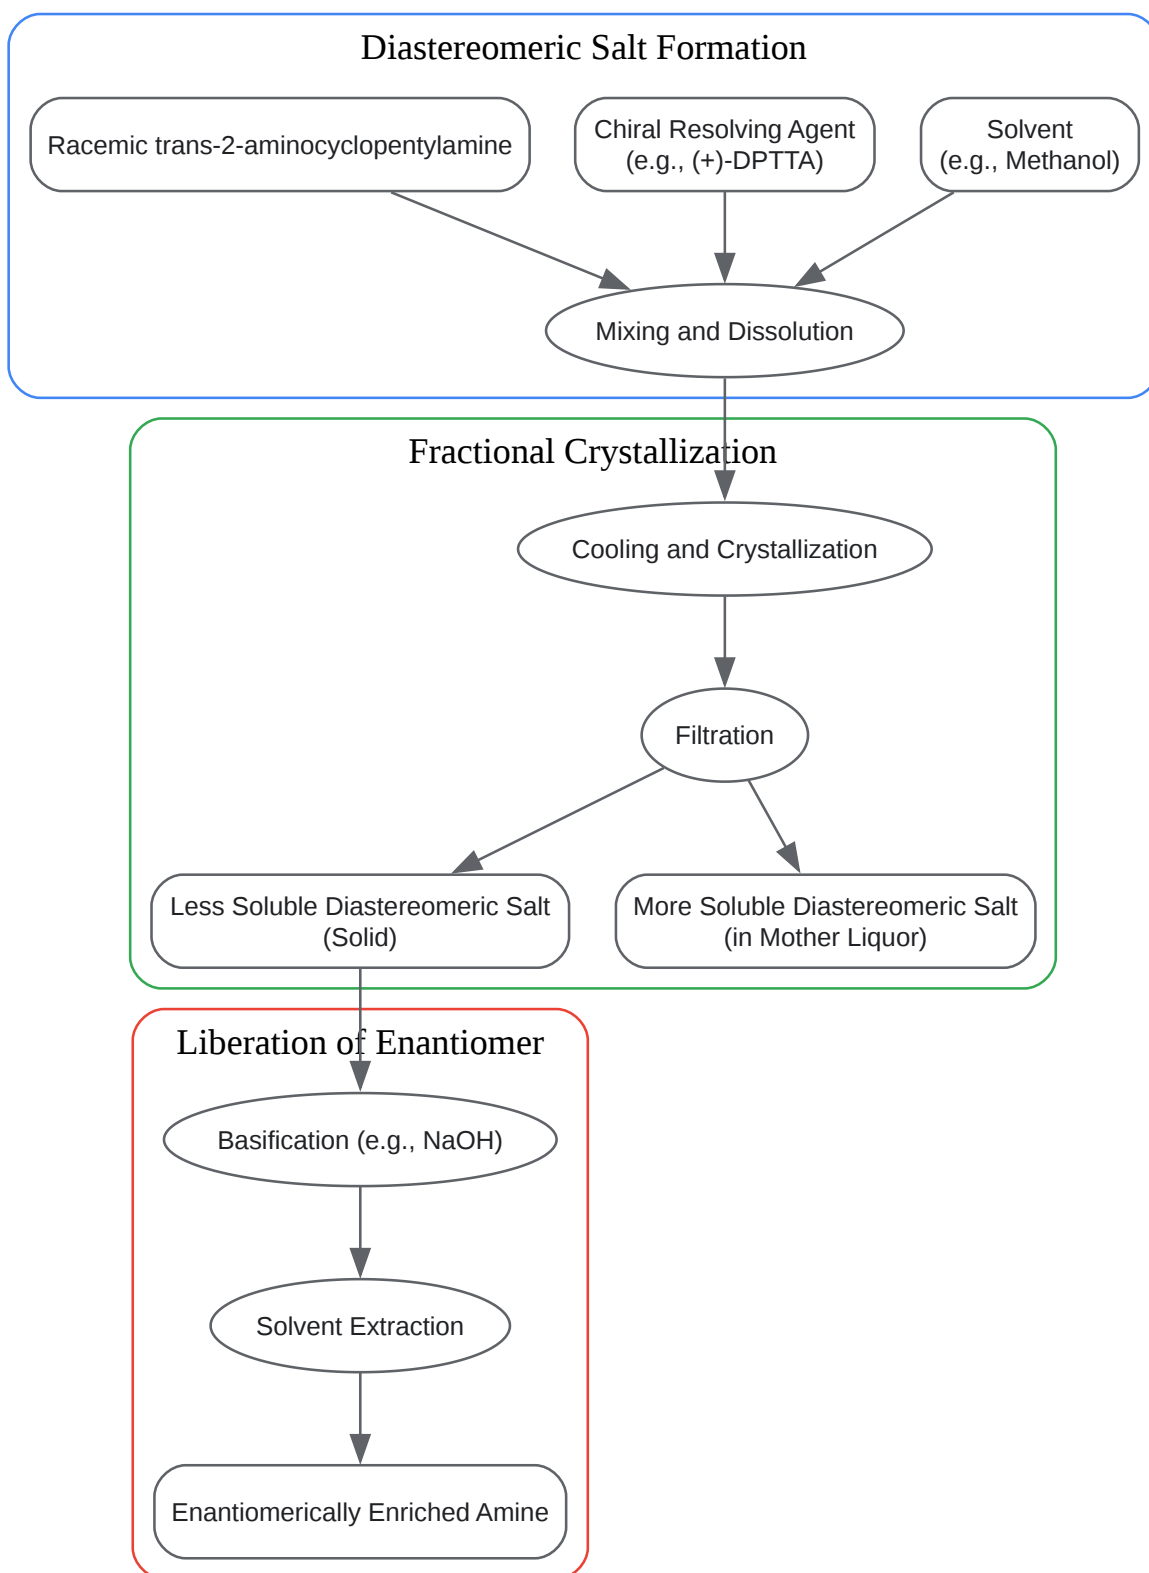 Diastereomeric Salt Formation
Racemic trans-2-aminocyclopentylamine
Chiral Resolving Agent
(e.g., (+)-DPTTA)
Solvent
(e.g., Methanol)
Mixing and Dissolution
Fractional Crystallization
Cooling and Crystallization
Filtration
Less Soluble Diastereomeric Salt
(Solid)
More Soluble Diastereomeric Salt
(in Mother Liquor)
Liberation of Enantiomer
Basification (e.g., NaOH)
Solvent Extraction
Enantiomerically Enriched Amine